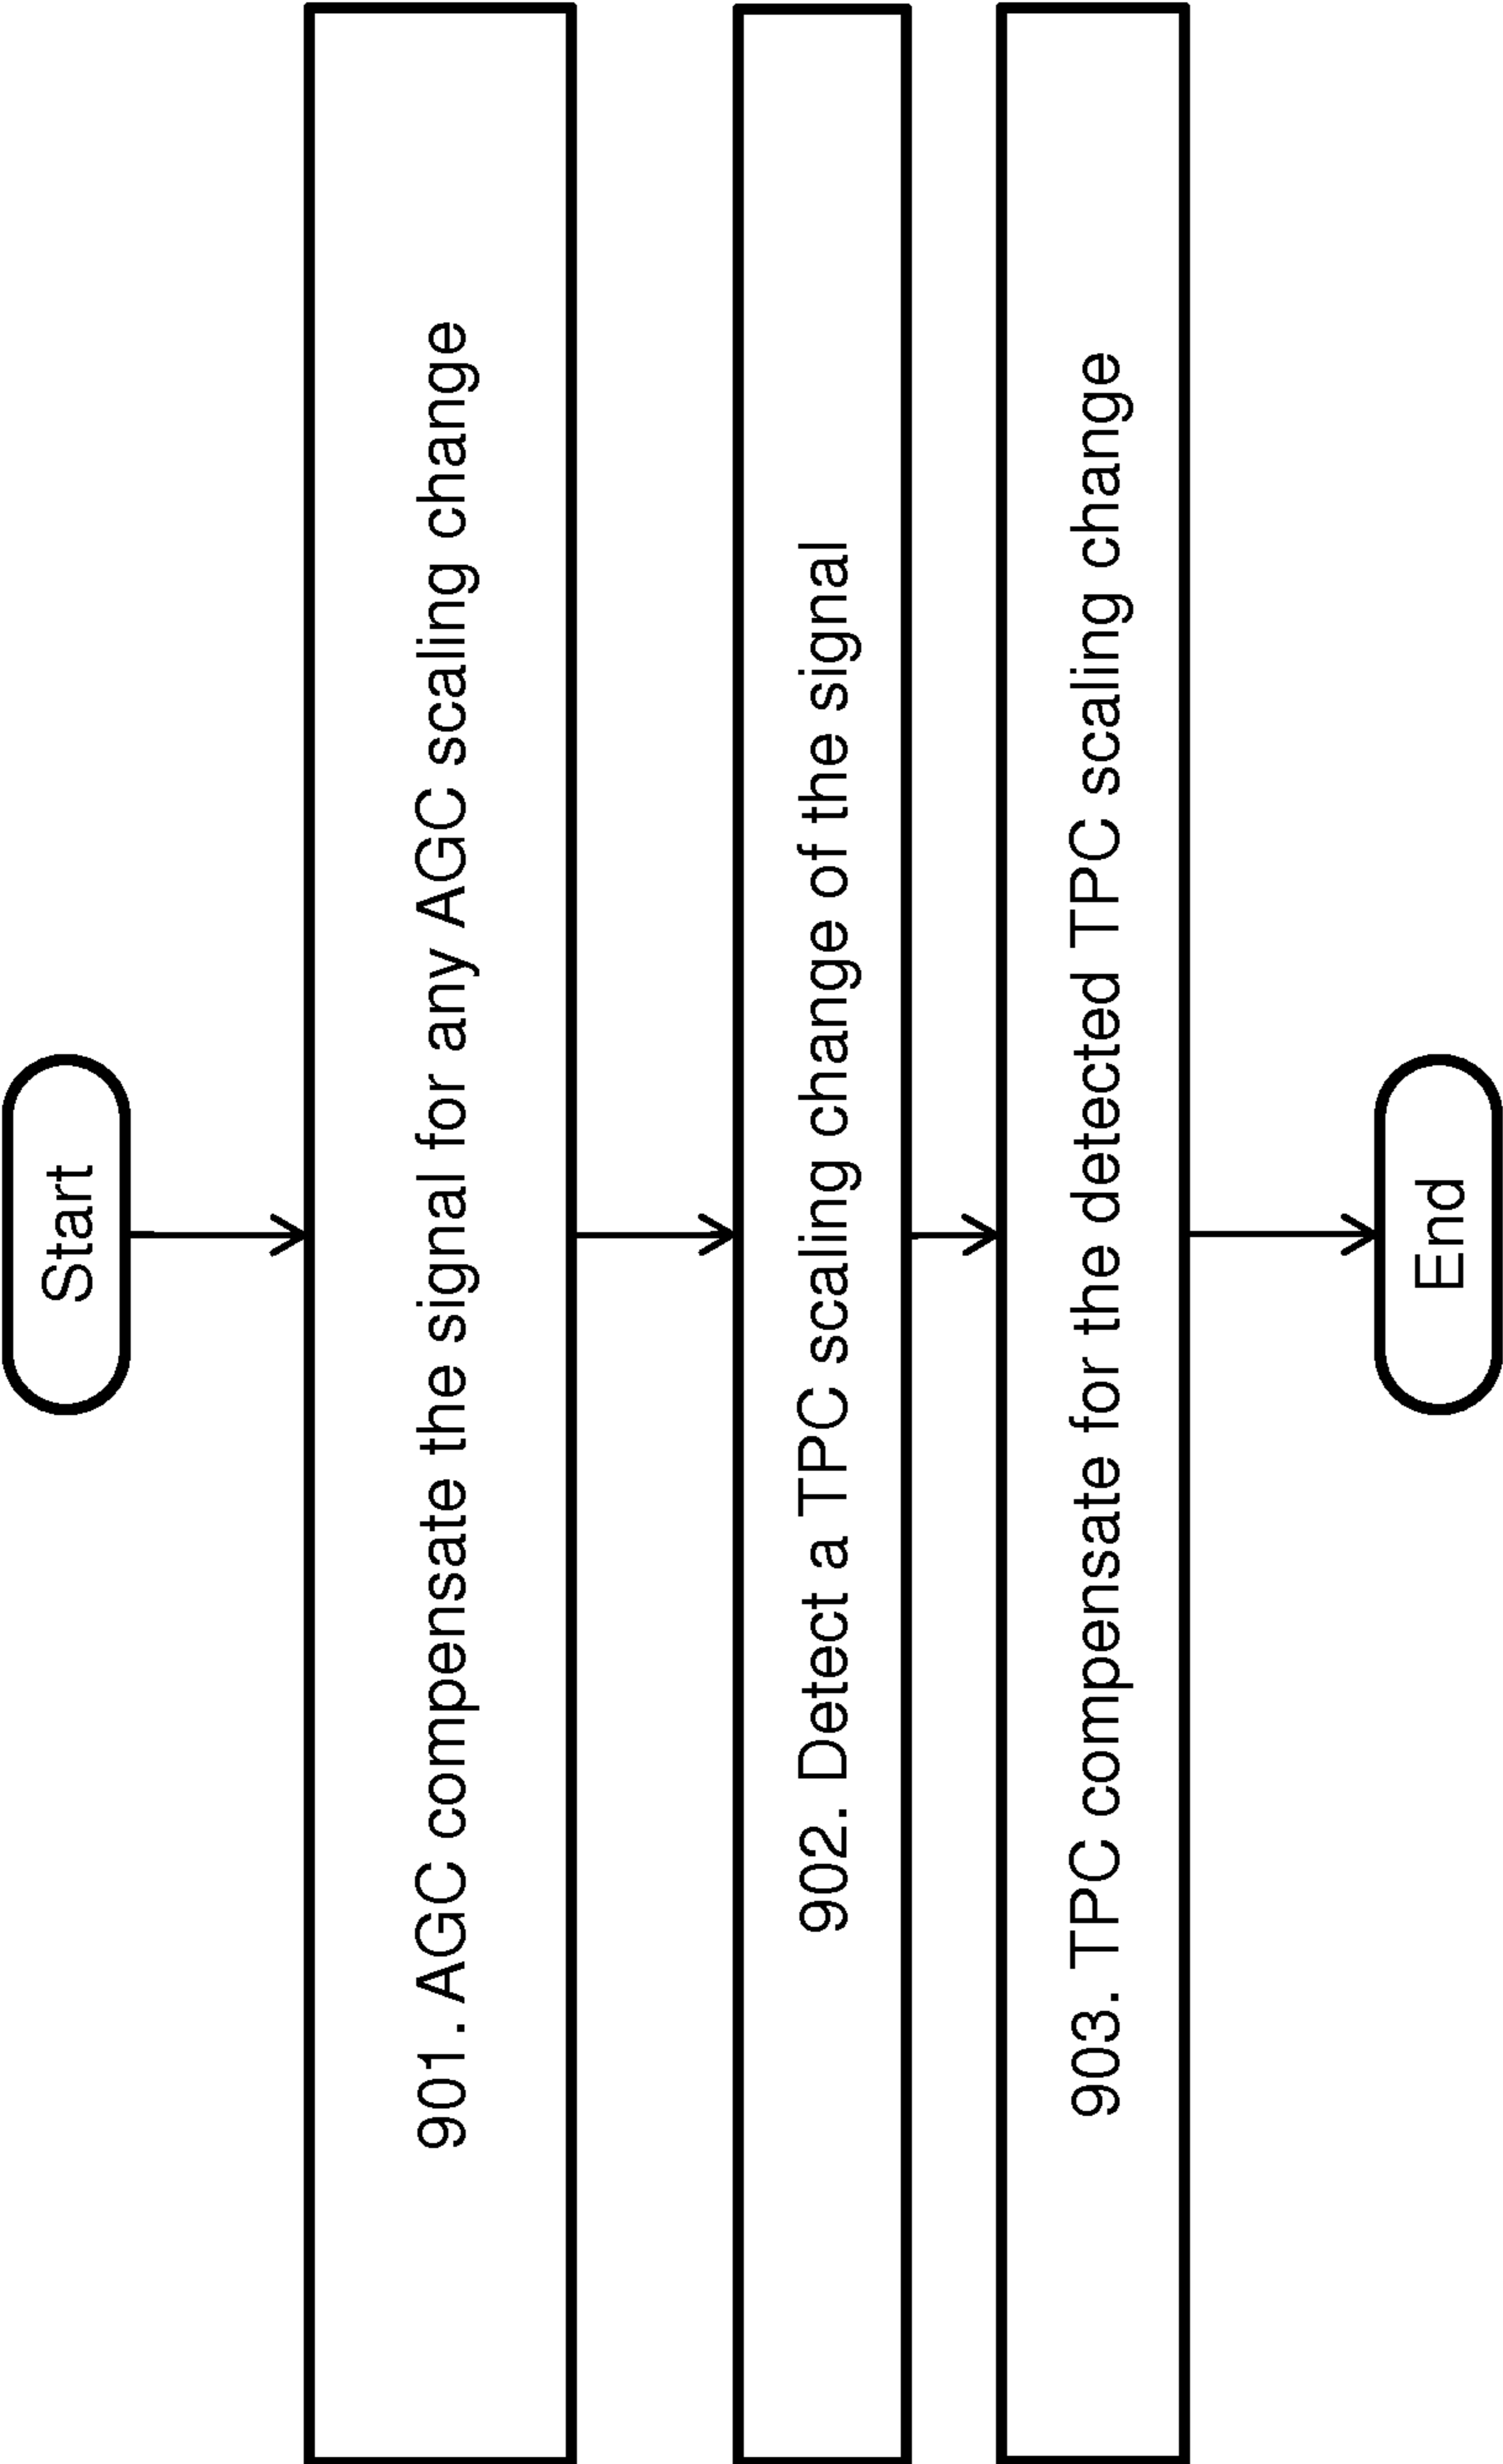 Start
901. AGC compensate the signal for any AGC scaling change
902. Detect a TPC scaling change of the signal
903. TPC compensate for the detected TPC scaling change
End